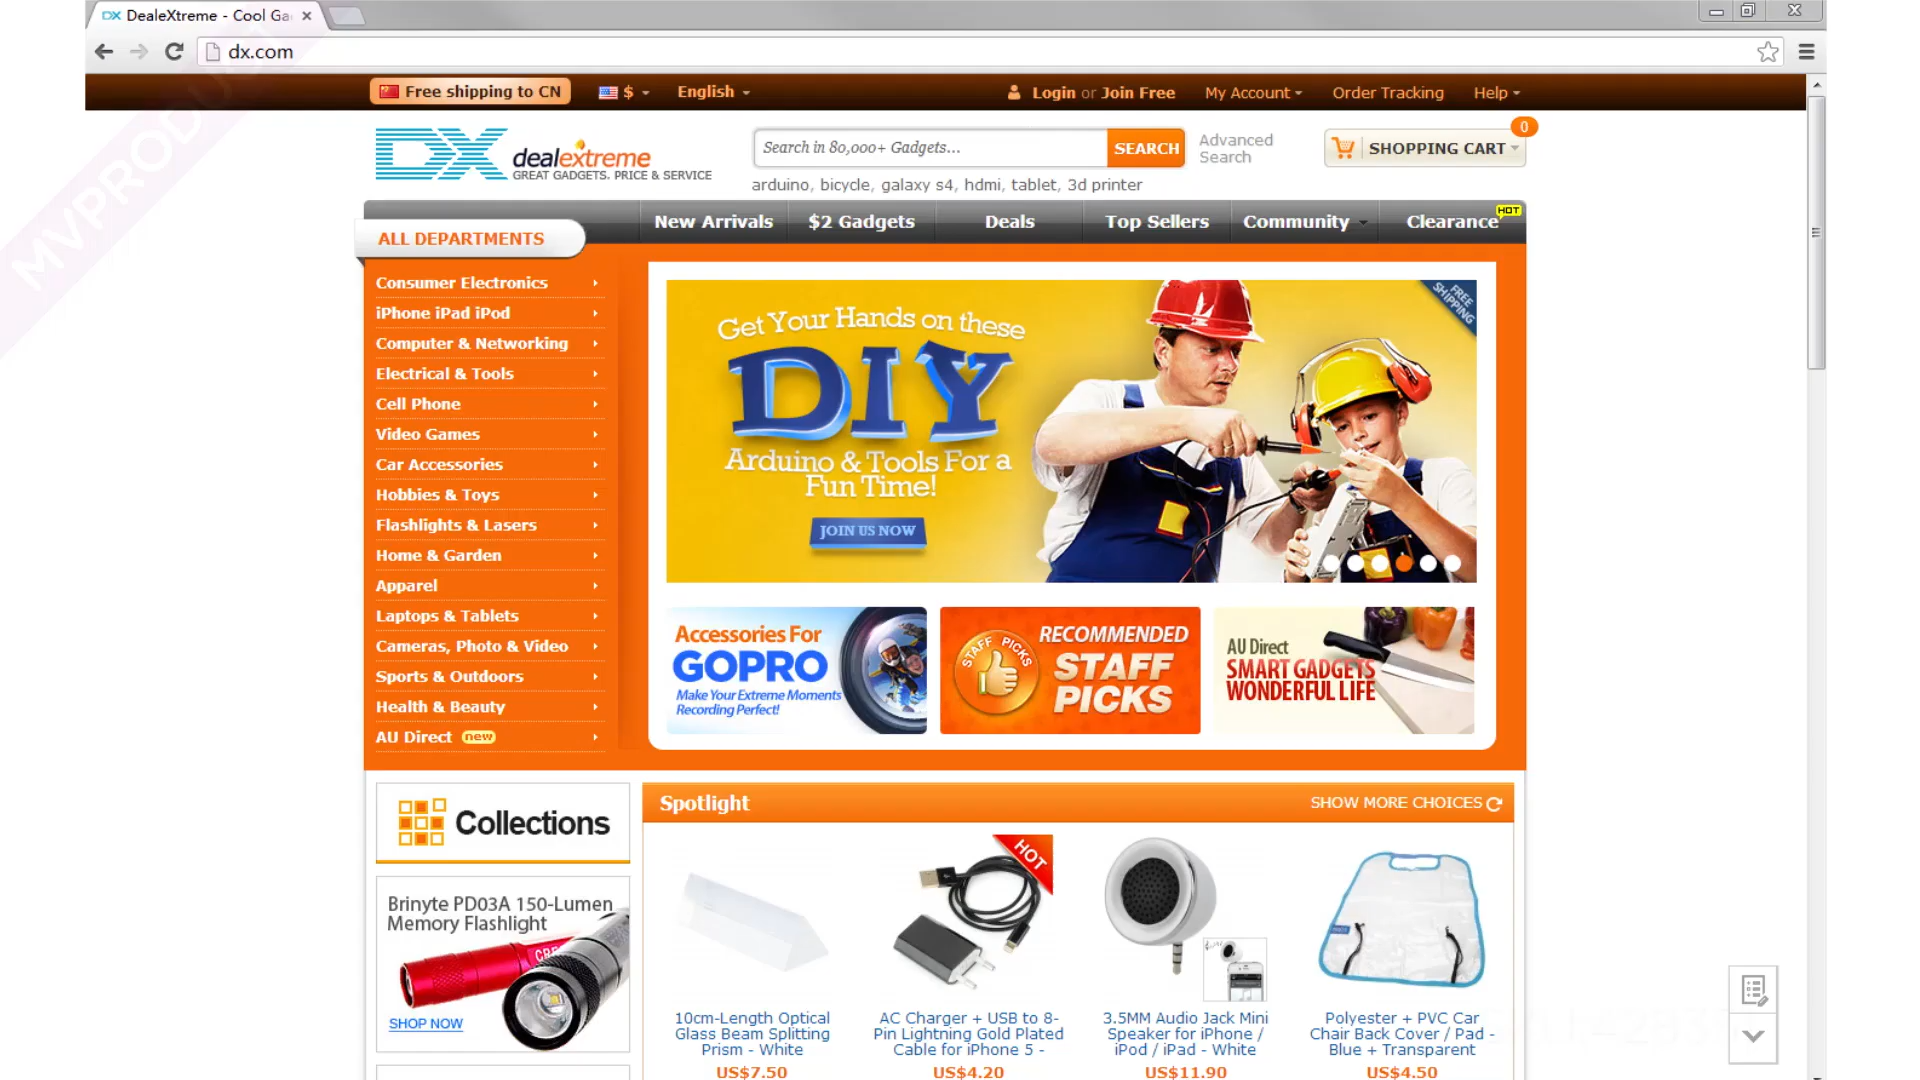 DX DealeXtreme - Cool Ga
dx.com
Free shipping to CN
$
English
Login or Join Free
My Account
Order Tracking
Help
MVPRODU
DX dealextreme
GREAT GADGETS. PRICE & SERVICE
Search in 80,000+ Gadgets...
SEARCH
Advanced
Search
0
SHOPPING CART
arduino, bicycle, galaxy s4, hdmi, tablet, 3d printer
ALL DEPARTMENTS
New Arrivals
$2 Gadgets
Deals
Top Sellers
Community
Clearance
HOT
Consumer Electronics
iPhone iPad iPod
Computer & Networking
Electrical & Tools
Cell Phone
Video Games
Car Accessories
Hobbies & Toys
Flashlights & Lasers
Home & Garden
Apparel
Laptops & Tablets
Cameras, Photo & Video
Sports & Outdoors
Health & Beauty
AU Direct new
FREE
SHIPPING
Get Your Hands on these
DIY
Arduino & Tools For a
Fun Time!
JOIN US NOW
Accessories For
GOPRO
Make Your Extreme Moments
Recording Perfect!
STAFF PICKS
RECOMMENDED
STAFF
PICKS
AU Direct
SMART GADGETS
WONDERFUL LIFE
Collections
Brinyte PD03A 150-Lumen
Memory Flashlight
SHOP NOW
Spotlight
SHOW MORE CHOICES
HOT
10cm-Length Optical
Glass Beam Splitting
Prism - White
US$7.50
AC Charger + USB to 8-
Pin Lightning Gold Plated
Cable for iPhone 5 -
US$4.20
3.5MM Audio Jack Mini
Speaker for iPhone /
iPod / iPad - White
US$11.90
Polyester + PVC Car
Chair Back Cover / Pad -
Blue + Transparent
US$4.50